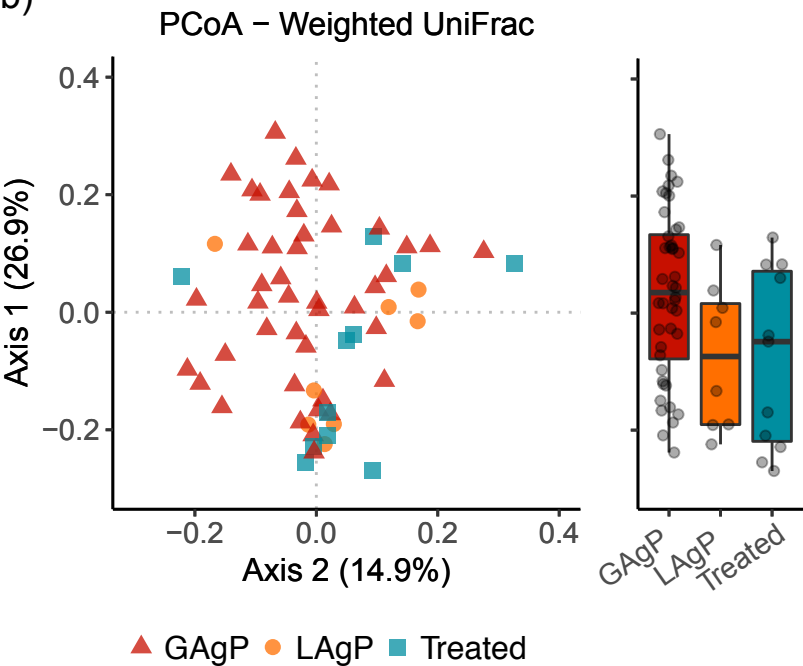 b)
PCoA − Weighted UniFrac
Axis 1 (26.9%)
0.4
0.2
0.0
−0.2
−0.2 0.0 0.2 0.4
Axis 2 (14.9%)
GAgP LAgP Treated
GAgP LAgP Treated